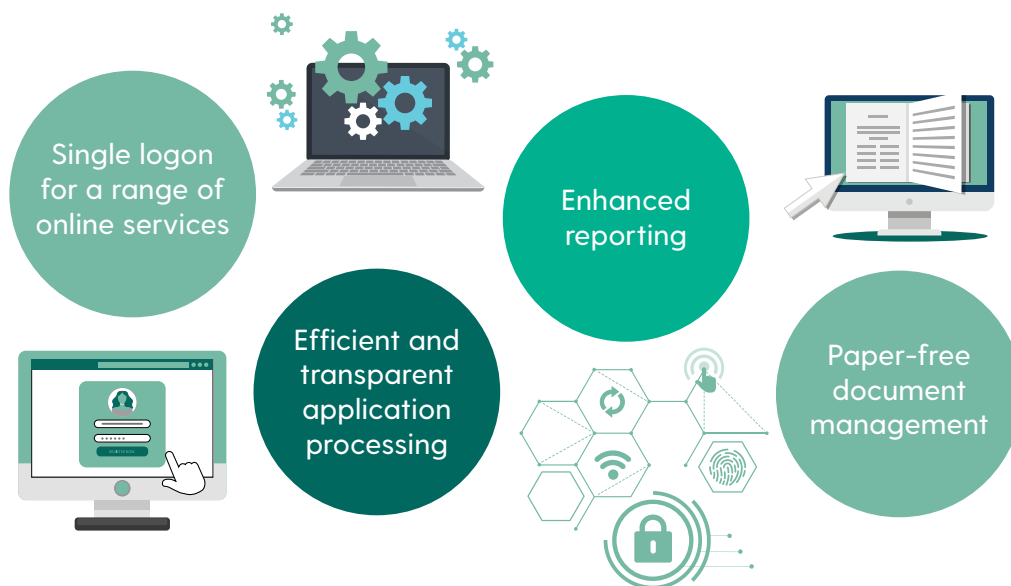 Single logon
for a range of
online services
Efficient and
transparent
application
processing
Enhanced
reporting
Paper-free
document
management